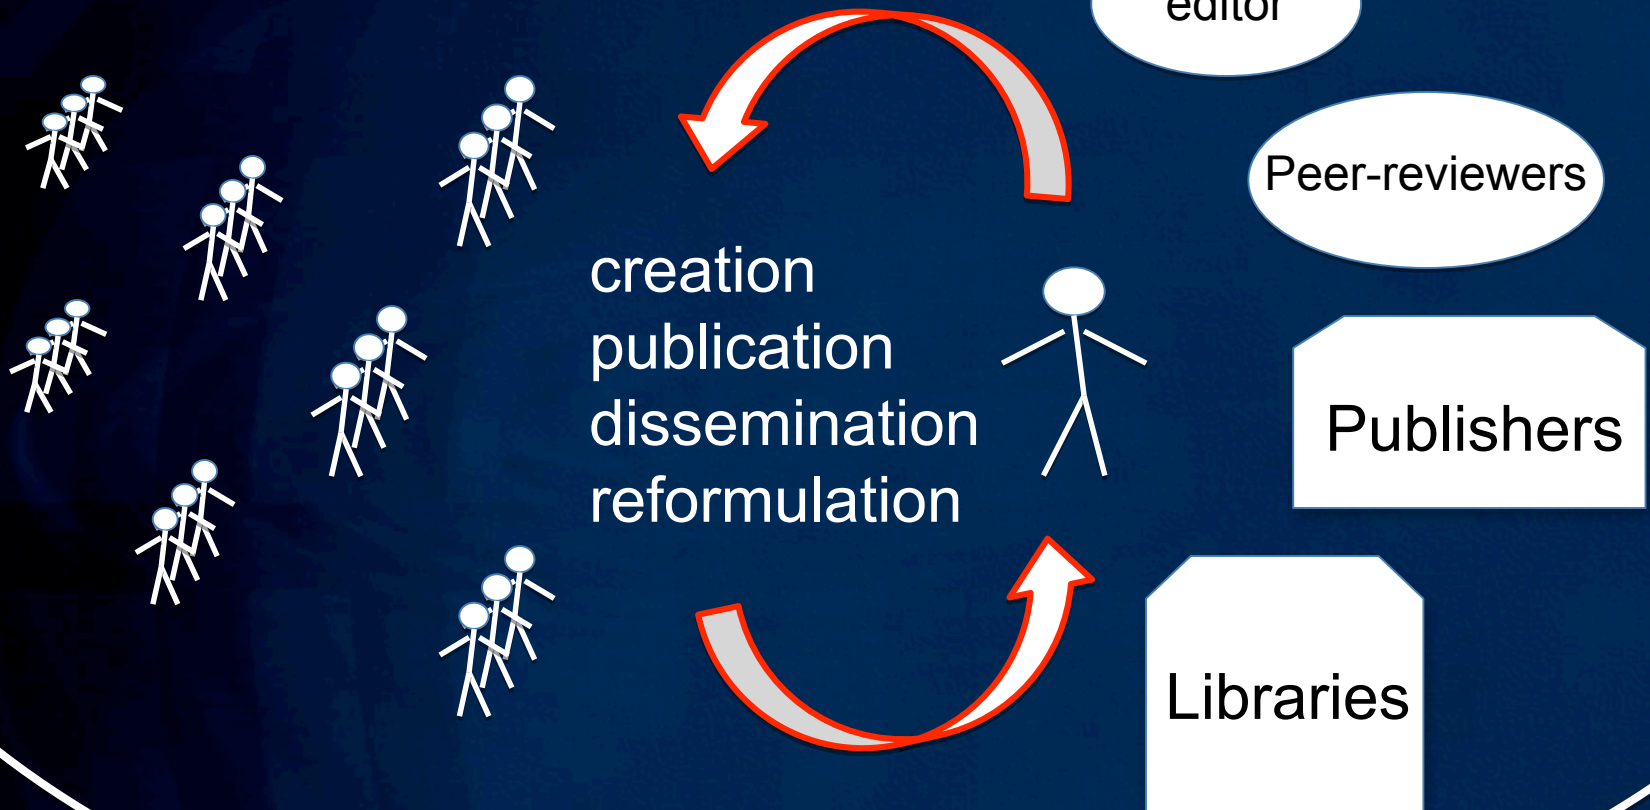 editor
Peer-reviewers
creation
publication
dissemination
reformulation
Publishers
Libraries